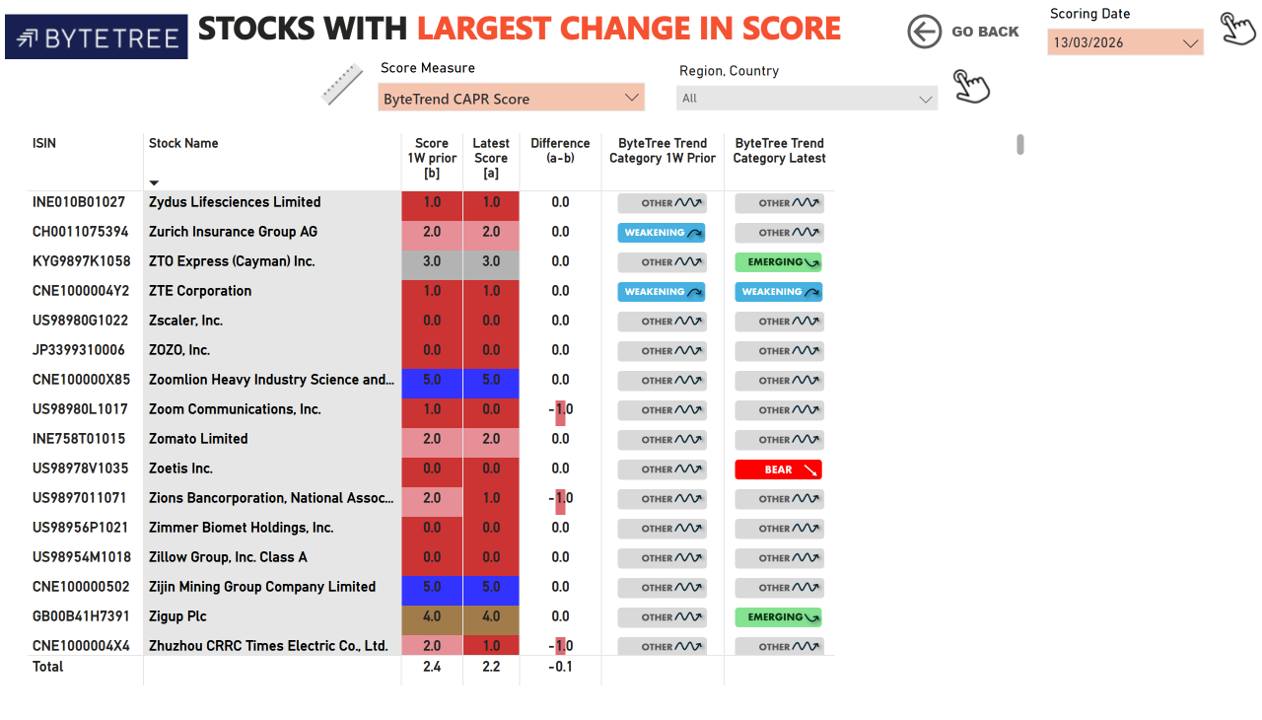 BYTETREE
STOCKS WITH LARGEST CHANGE IN SCORE
GO BACK
Scoring Date
13/03/2026
Score Measure
ByteTrend CAPR Score
Region, Country
All
ISIN Stock Name Score 1W prior [b] Latest Score [a] Difference (a-b) ByteTree Trend Category 1W Prior ByteTree Trend Category Latest
INE010B01027 Zydus Lifesciences Limited 1.0 1.0 0.0 OTHER OTHER
CH0011075394 Zurich Insurance Group AG 2.0 2.0 0.0 WEAKENING OTHER
KYG9897K1058 ZTO Express (Cayman) Inc. 3.0 3.0 0.0 OTHER EMERGING
CNE1000004Y2 ZTE Corporation 1.0 1.0 0.0 WEAKENING WEAKENING
US98980G1022 Zscaler, Inc. 0.0 0.0 0.0 OTHER OTHER
JP3399310006 ZOZO, Inc. 0.0 0.0 0.0 OTHER OTHER
CNE100000X85 Zoomlion Heavy Industry Science and... 5.0 5.0 0.0 OTHER OTHER
US98980L1017 Zoom Communications, Inc. 1.0 0.0 -1.0 OTHER OTHER
INE758T01015 Zomato Limited 2.0 2.0 0.0 OTHER OTHER
US98978V1035 Zoetis Inc. 0.0 0.0 0.0 OTHER BEAR
US9897011071 Zions Bancorporation, National Assoc... 2.0 1.0 -1.0 OTHER OTHER
US98956P1021 Zimmer Biomet Holdings, Inc. 0.0 0.0 0.0 OTHER OTHER
US98954M1018 Zillow Group, Inc. Class A 0.0 0.0 0.0 OTHER OTHER
CNE100000502 Zijin Mining Group Company Limited 5.0 5.0 0.0 OTHER OTHER
GB00B41H7391 Zigup Plc 4.0 4.0 0.0 OTHER EMERGING
CNE1000004X4 Zhuzhou CRRC Times Electric Co., Ltd. 2.0 1.0 -1.0 OTHER OTHER
Total 2.4 2.2 -0.1